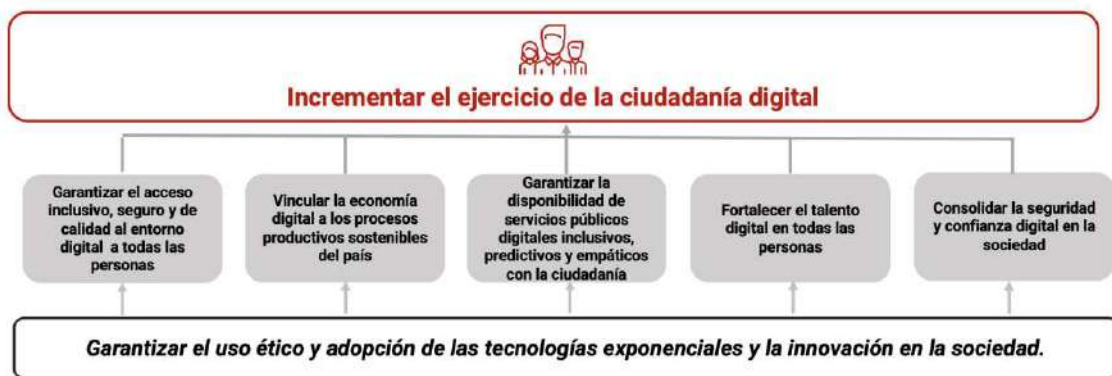 Incrementar el ejercicio de la ciudadanía digital
Garantizar el acceso
inclusivo, seguro y de
calidad al entorno
digital a todas las
personas
Vincular la economía
digital a los procesos
productivos sostenibles
del país
Garantizar la
disponibilidad de
servicios públicos
digitales inclusivos,
predictivos y empáticos
con la ciudadanía
Fortalecer el talento
digital en todas las
personas
Consolidar la seguridad
y confianza digital en la
sociedad
Garantizar el uso ético y adopción de las tecnologías exponenciales y la innovación en la sociedad.